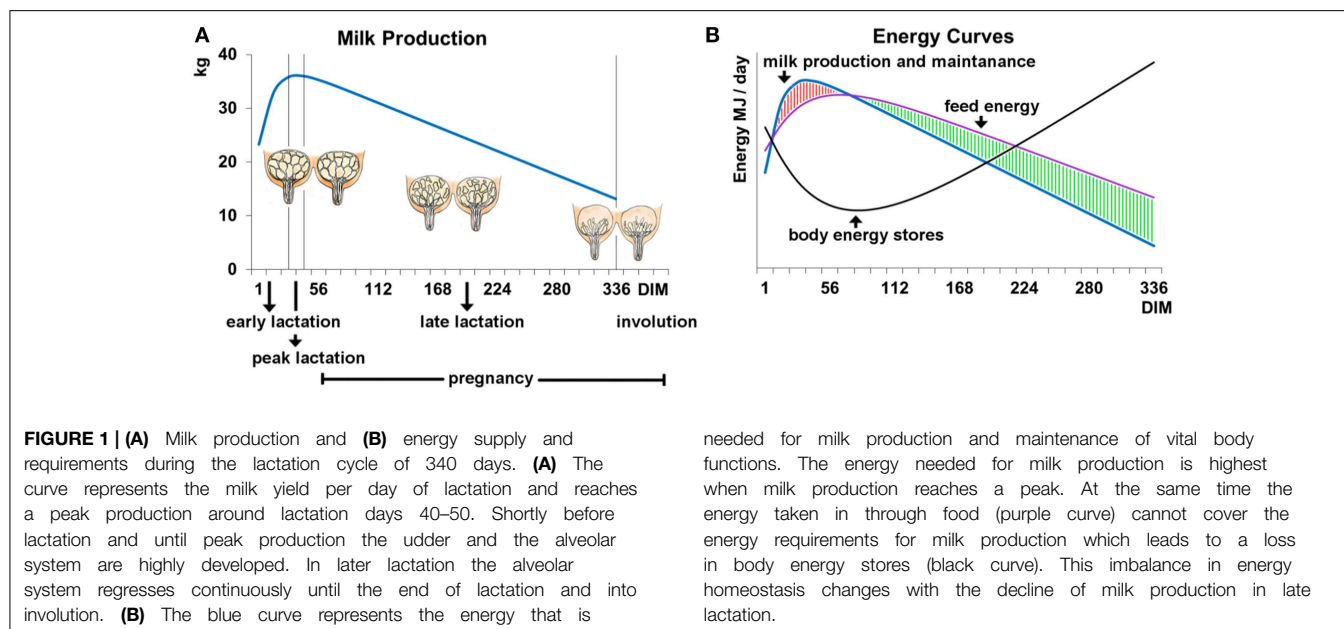 A
Milk Production
kg
40
30
20
10
0
1 56 112 168 224 280 336 DIM
early lactation
late lactation
involution
peak lactation
pregnancy
B
Energy Curves
milk production and maintanance
feed energy
Energy MJ / day
body energy stores
1 56 112 168 224 280 336
DIM
FIGURE 1 | (A) Milk production and (B) energy supply and
requirements during the lactation cycle of 340 days. (A) The
curve represents the milk yield per day of lactation and reaches
a peak production around lactation days 40–50. Shortly before
lactation and until peak production the udder and the alveolar
system are highly developed. In later lactation the alveolar
system regresses continuously until the end of lactation and into
involution. (B) The blue curve represents the energy that is
needed for milk production and maintenance of vital body
functions. The energy needed for milk production is highest
when milk production reaches a peak. At the same time the
energy taken in through food (purple curve) cannot cover the
energy requirements for milk production which leads to a loss
in body energy stores (black curve). This imbalance in energy
homeostasis changes with the decline of milk production in late
lactation.